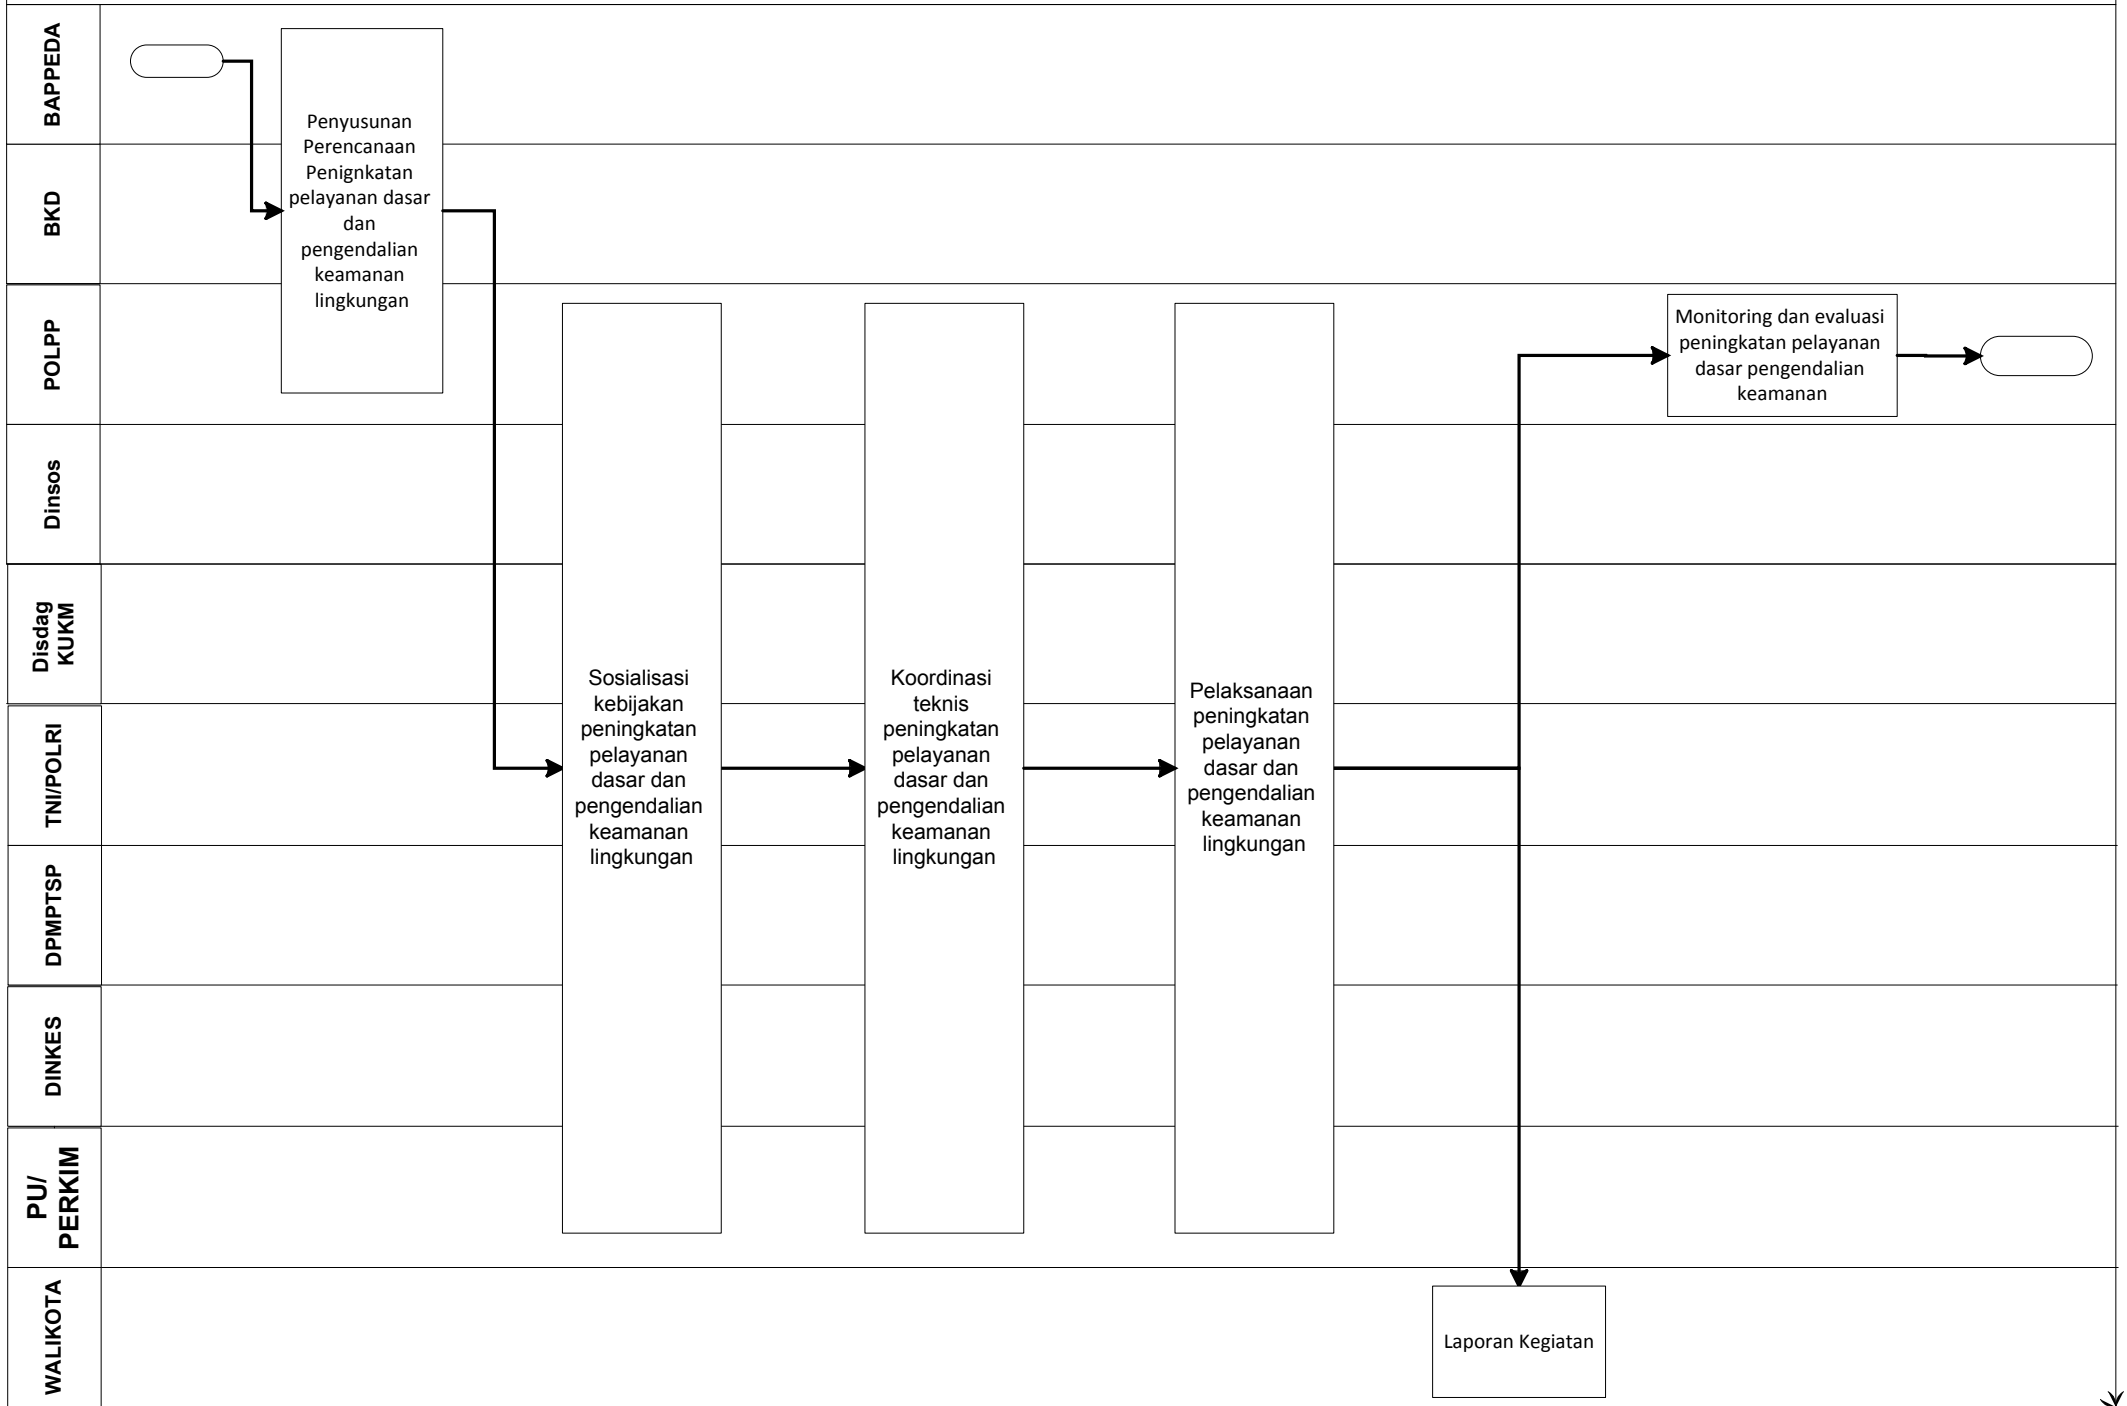 BAPPEDA
BKD
POLPP
Dinsos
Disdag
KUKM
TNI/POLRI
DPMPTSP
DINKES
PU/
PERKIM
WALIKOTA
Penyusunan
Perencanaan
Penignkatan
pelayanan dasar
dan
pengendalian
keamanan
lingkungan
Sosialisasi
kebijakan
peningkatan
pelayanan
dasar dan
pengendalian
keamanan
lingkungan
Koordinasi
teknis
peningkatan
pelayanan
dasar dan
pengendalian
keamanan
lingkungan
Pelaksanaan
peningkatan
pelayanan
dasar dan
pengendalian
keamanan
lingkungan
Monitoring dan evaluasi
peningkatan pelayanan
dasar pengendalian
keamanan
Laporan Kegiatan